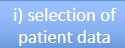 i) selection of
patient data